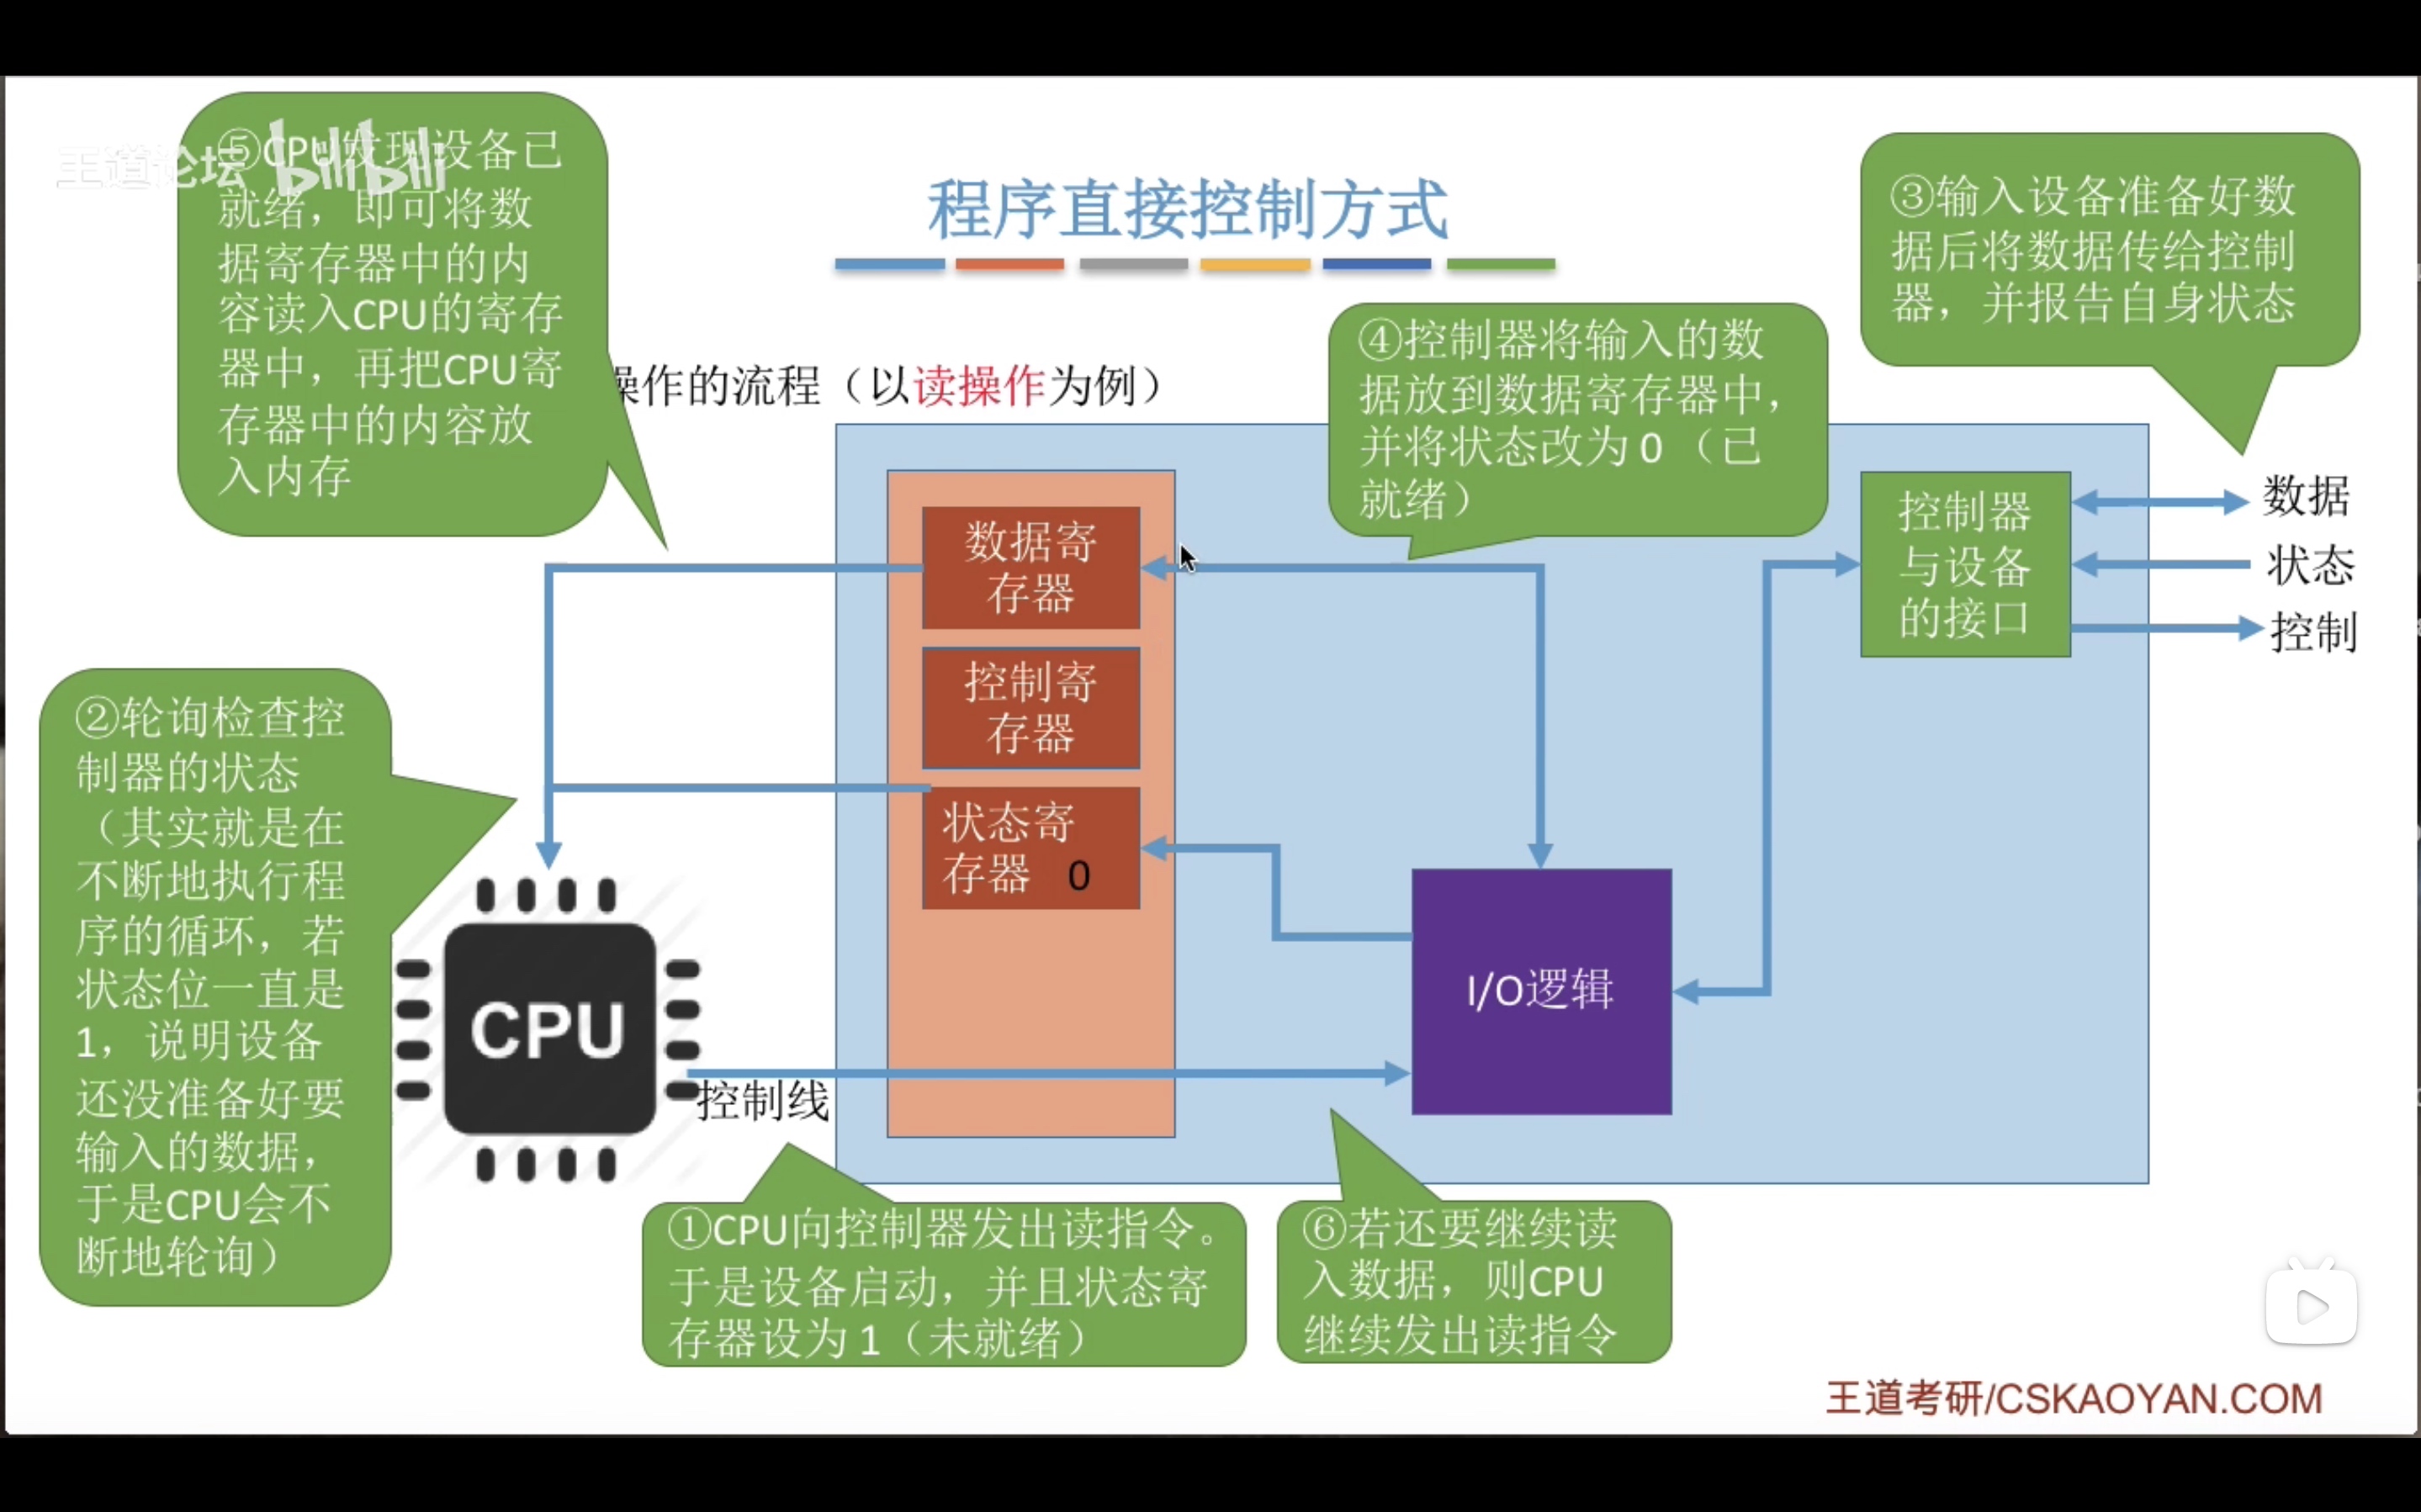 王道论坛 bilibili
程序直接控制方式
操作的流程（以读操作为例）
⑤CPU发现设备已
就绪，即可将数
据寄存器中的内
容读入CPU的寄存
器中，再把CPU寄
存器中的内容放
入内存
③输入设备准备好数
据后将数据传给控制
器，并报告自身状态
④控制器将输入的数
据放到数据寄存器中，
并将状态改为0（已
就绪）
数据寄
存器
控制寄
存器
状态寄
存器 0
控制器
与设备
的接口
数据
状态
控制
②轮询检查控
制器的状态
（其实就是在
不断地执行程
序的循环，若
状态位一直是
1，说明设备
还没准备好要
输入的数据，
于是CPU会不
断地轮询）
CPU
控制线
I/O逻辑
①CPU向控制器发出读指令。
于是设备启动，并且状态寄
存器设为1（未就绪）
⑥若还要继续读
入数据，则CPU
继续发出读指令
王道考研/CSKAOYAN.COM